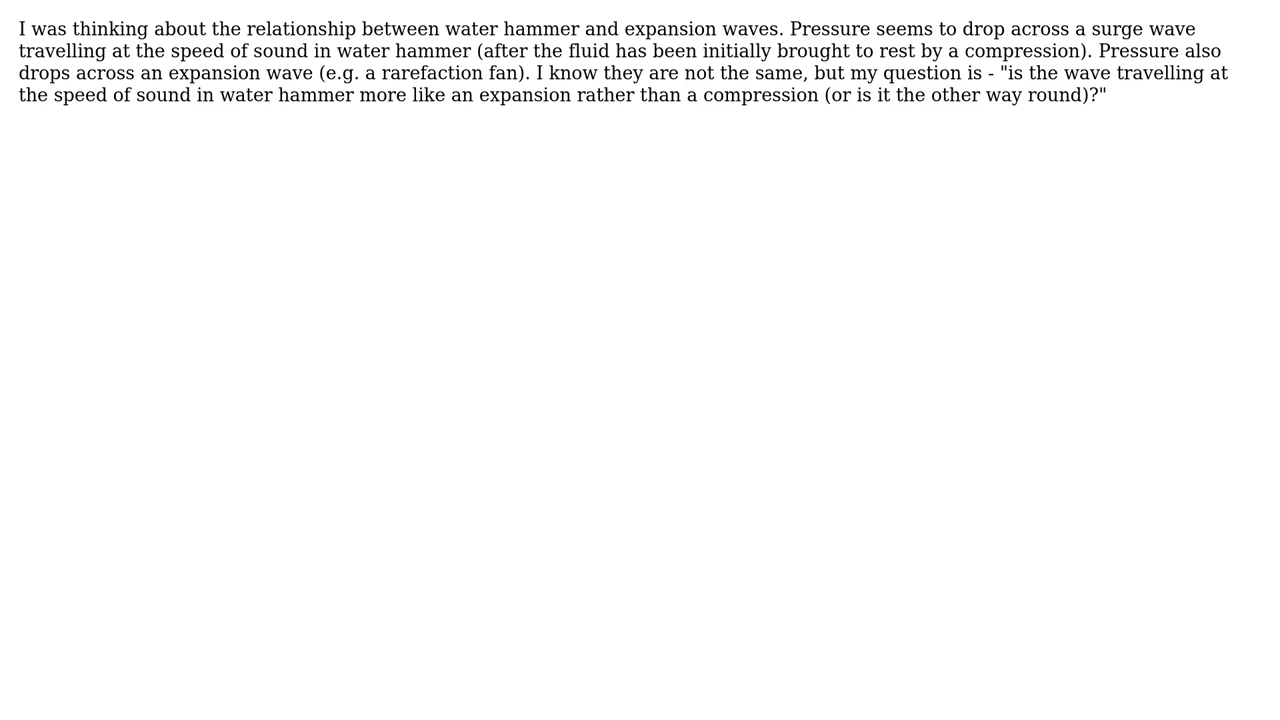 I was thinking about the relationship between water hammer and expansion waves. Pressure seems to drop across a surge wave
travelling at the speed of sound in water hammer (after the fluid has been initially brought to rest by a compression). Pressure also
drops across an expansion wave (e.g. a rarefaction fan). I know they are not the same, but my question is - "is the wave travelling at
the speed of sound in water hammer more like an expansion rather than a compression (or is it the other way round)?"